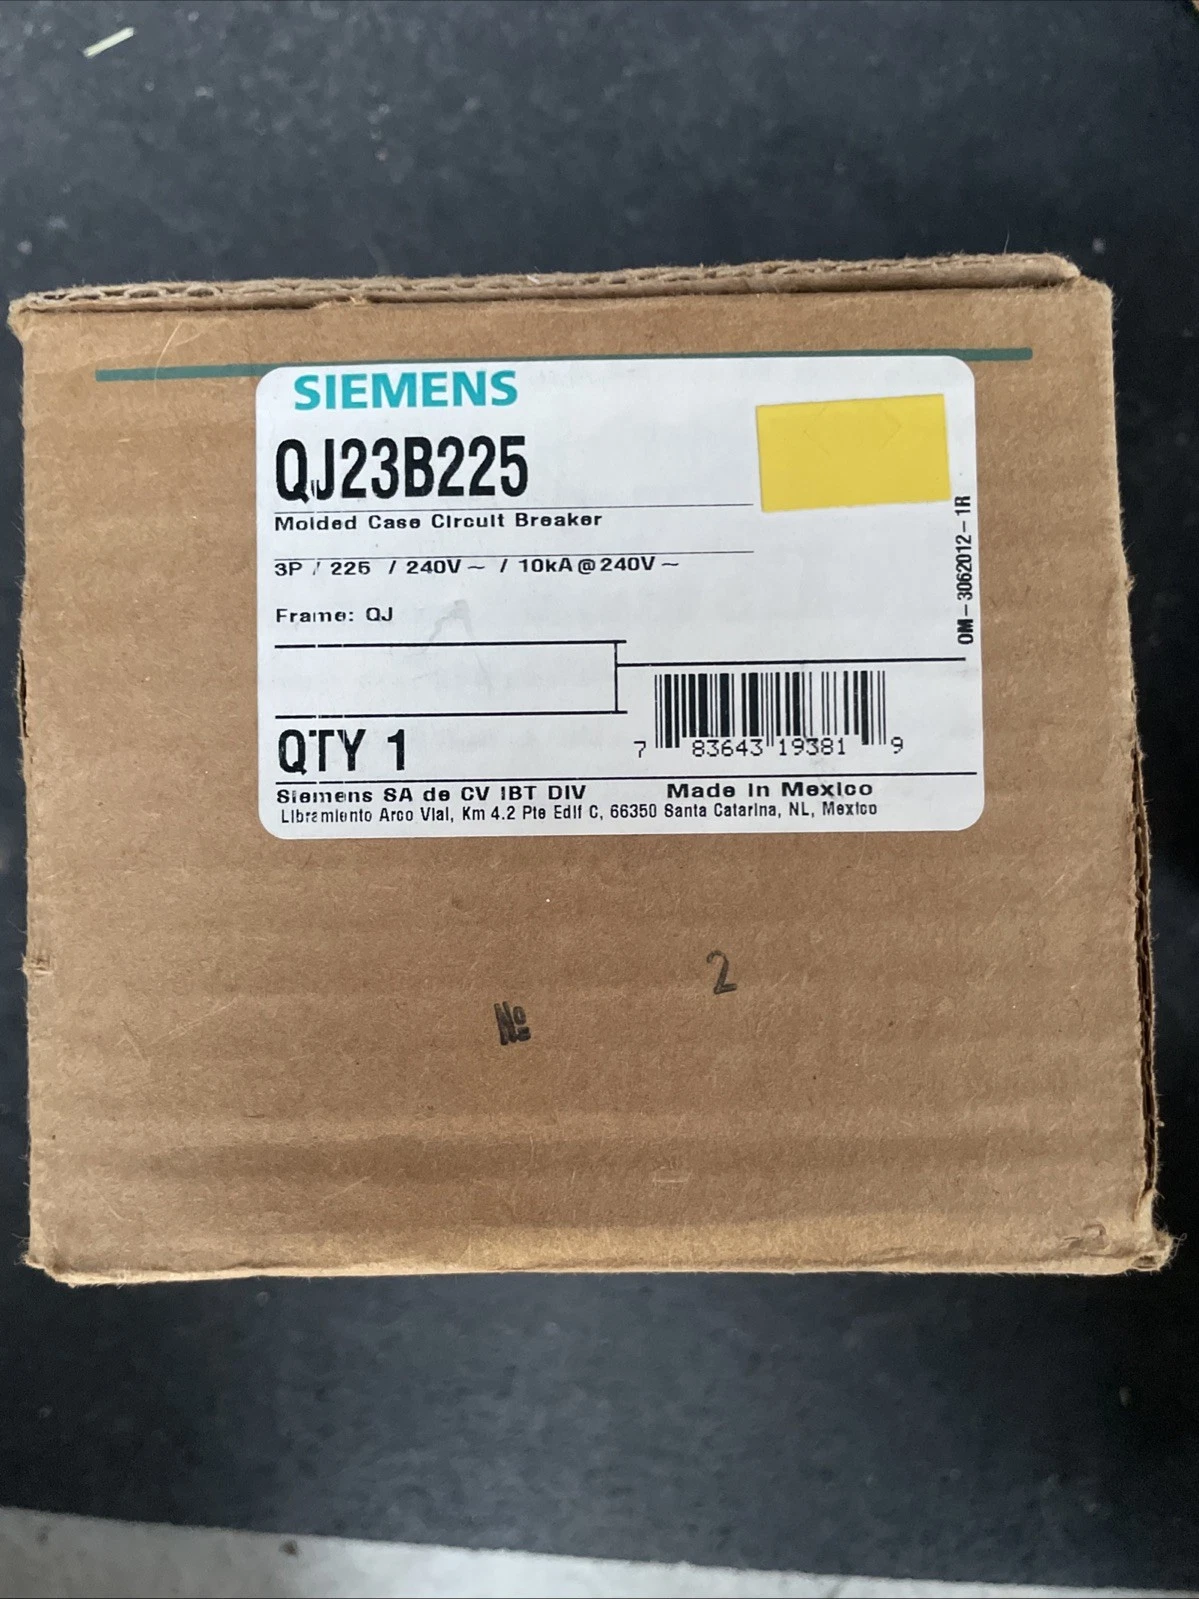 SIEMENS
QJ23B225
Molded Case Circuit Breaker
3P / 225 / 240V ~ / 10kA @ 240V ~
Frame: QJ
OM-3062012-1R
7 83643 19381 9
QTY 1
Siemens SA de CV IBT DIV Made In Mexico
Libramiento Arco Vial, Km 4.2 Pte Edif C, 66350 Santa Catarina, NL, Mexico
2
№